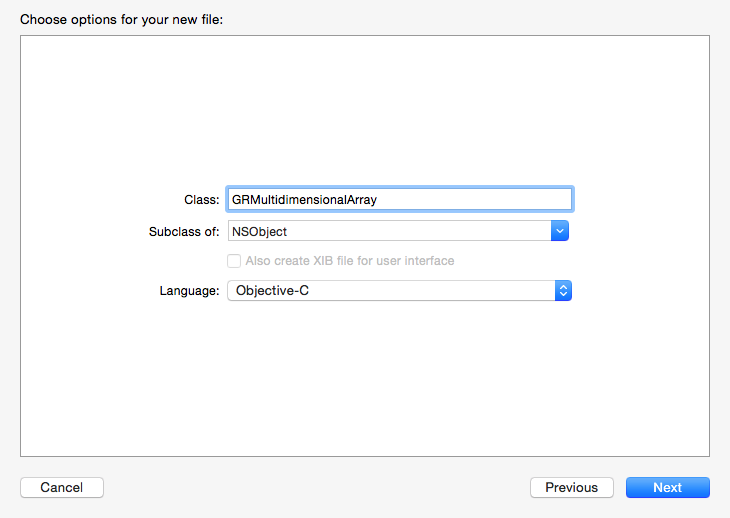 Choose options for your new file:
Class: GRMultidimensionalArray
Subclass of: NSObject
Also create XIB file for user interface
Language: Objective-C
Cancel Previous Next